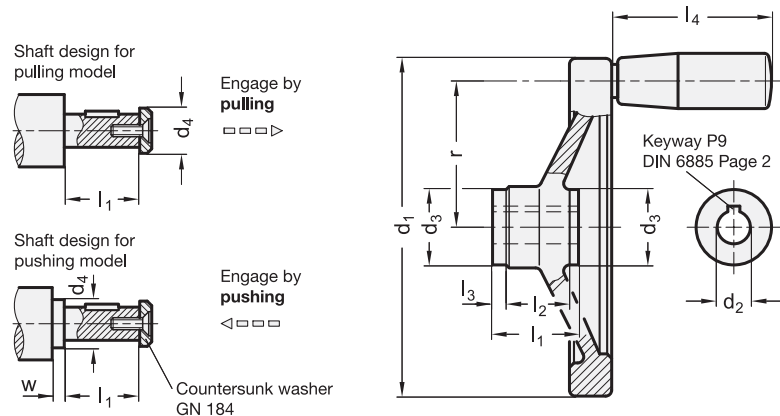 Shaft design for
pulling model
d4
l1
Engage by
pulling
Shaft design for
pushing model
d4
w
l1
Engage by
pushing
Countersunk washer
GN 184
l4
d1
r
d3
d3
l3
l2
l1
Keyway P9
DIN 6885 Page 2
d2